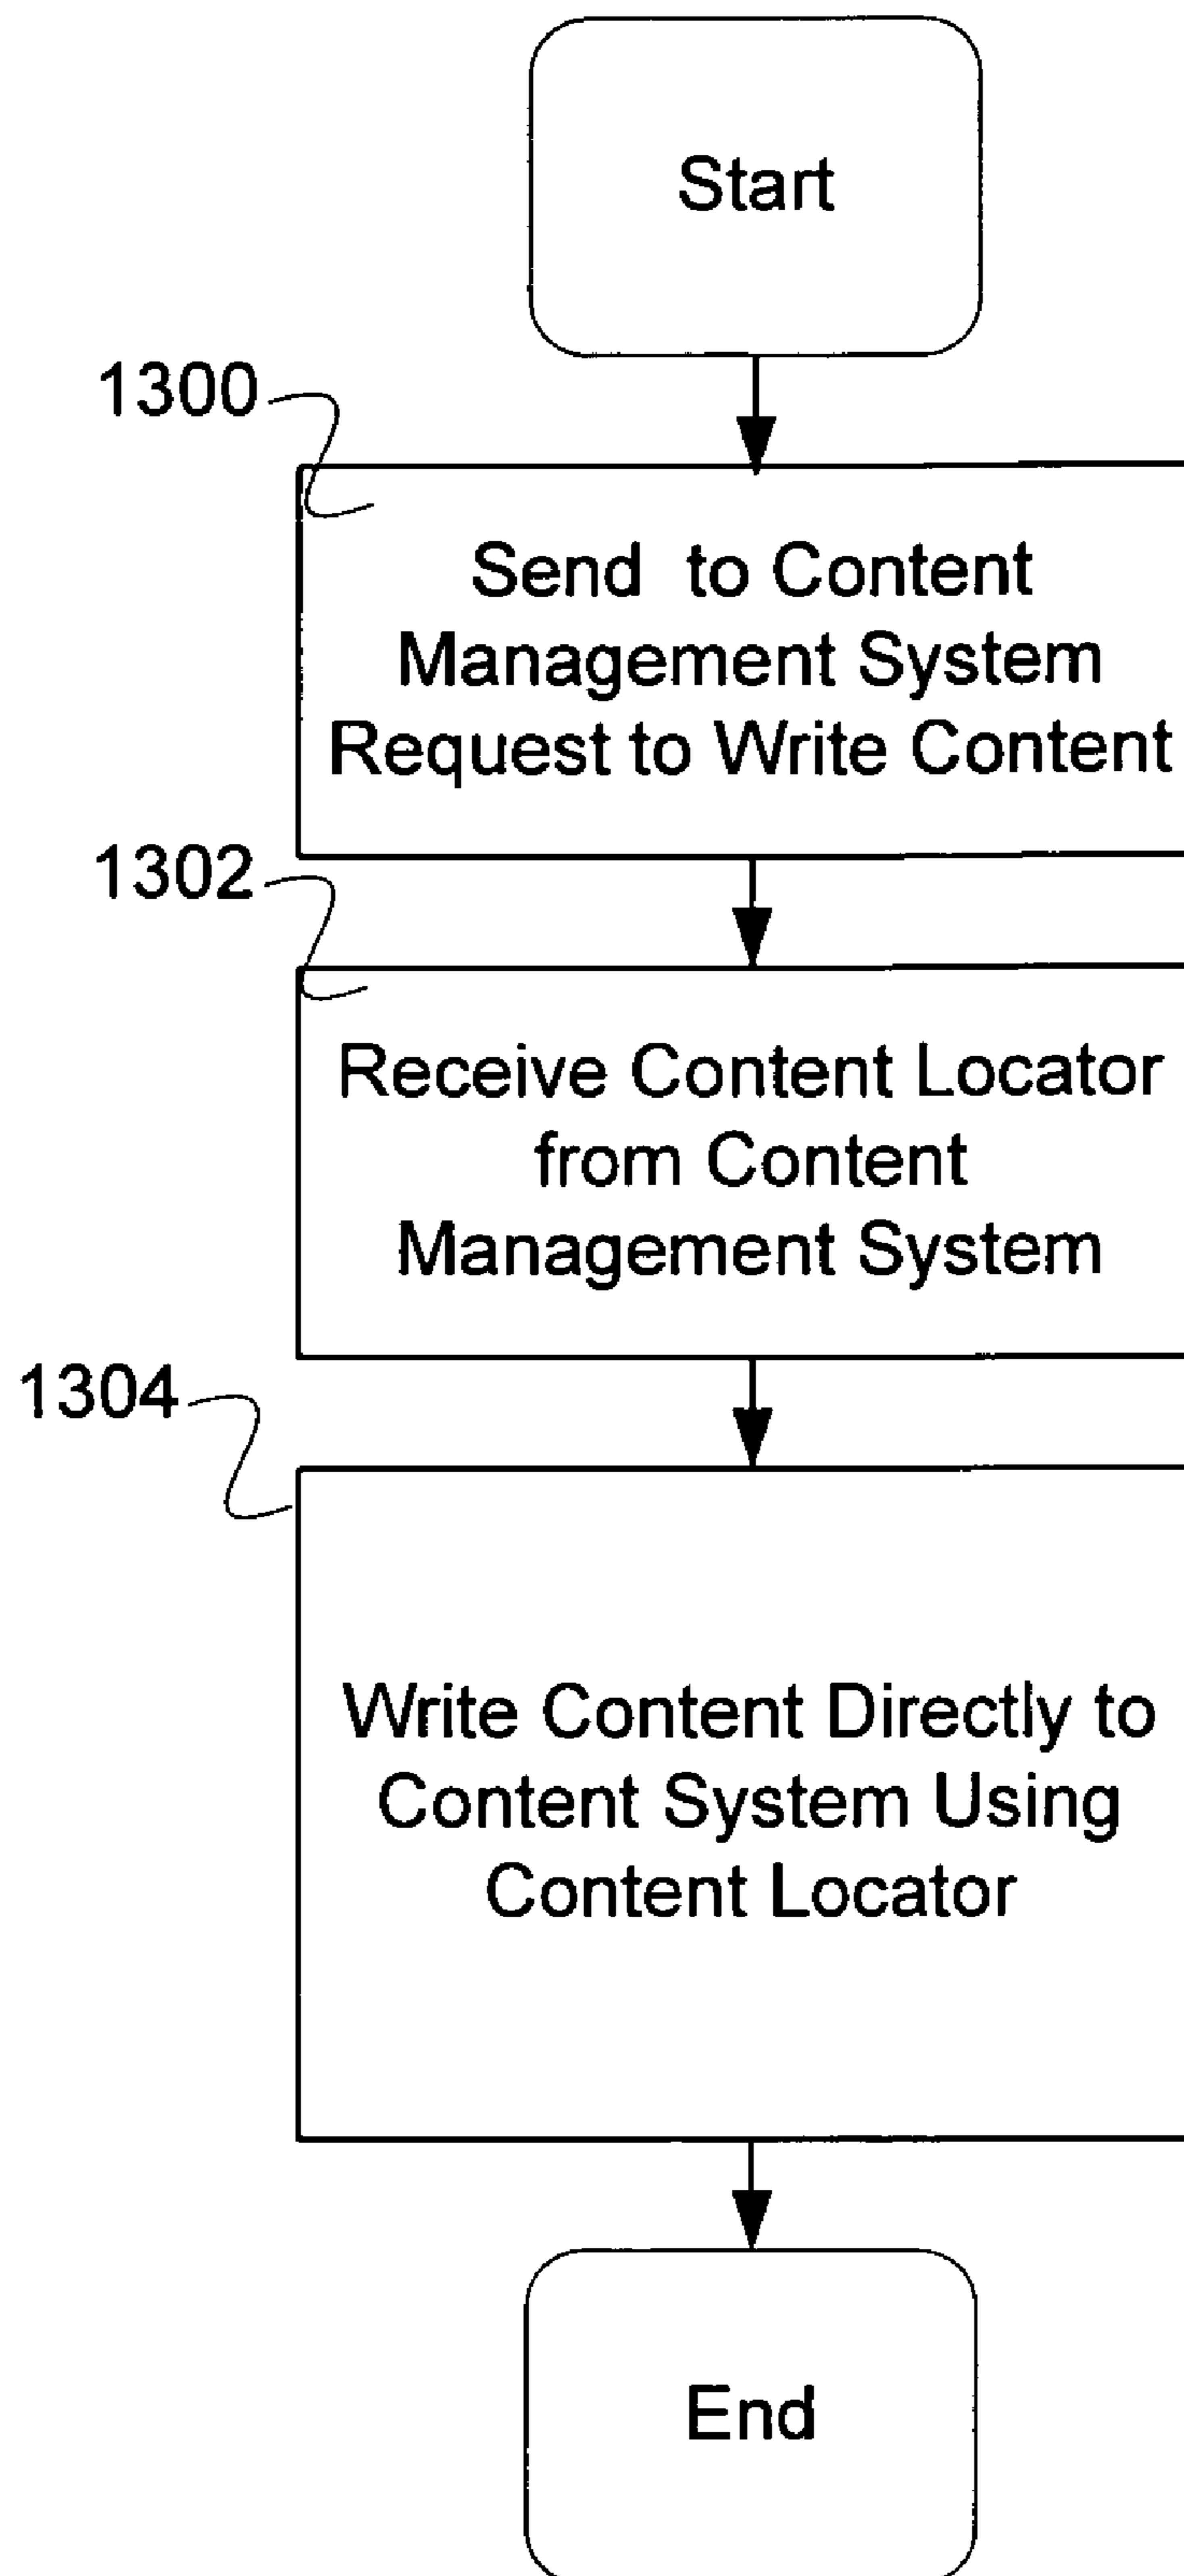 Start
1300
Send to Content
Management System
Request to Write Content
1302
Receive Content Locator
from Content
Management System
1304
Write Content Directly to
Content System Using
Content Locator
End